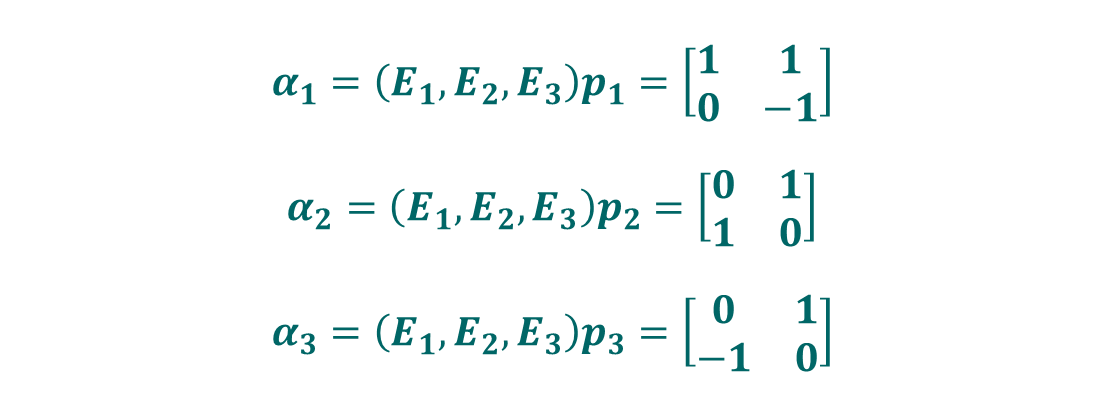 α₁ = (E₁, E₂, E₃)p₁ = [1 1
0 −1]
α₂ = (E₁, E₂, E₃)p₂ = [0 1
1 0]
α₃ = (E₁, E₂, E₃)p₃ = [0 1
−1 0]